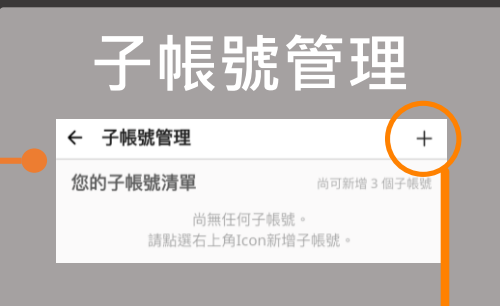 子帳號管理
← 子帳號管理 +
您的子帳號清單 尚可新增 3 個子帳號
尚無任何子帳號。
請點選右上角Icon新增子帳號。